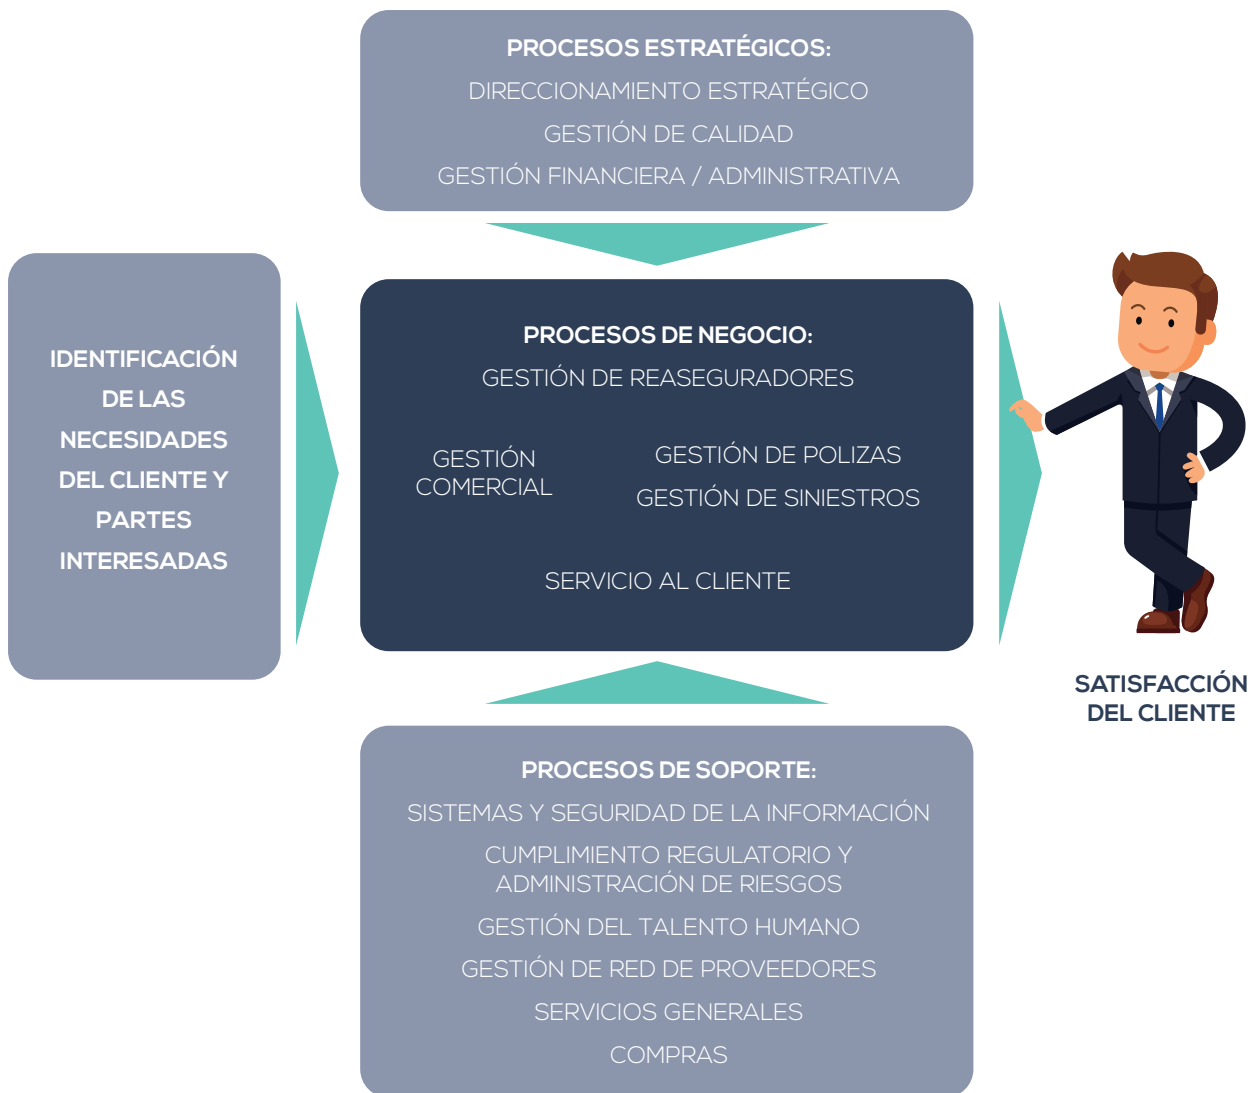 PROCESOS ESTRATÉGICOS:
DIRECCIONAMIENTO ESTRATÉGICO
GESTIÓN DE CALIDAD
GESTIÓN FINANCIERA / ADMINISTRATIVA
IDENTIFICACIÓN
DE LAS
NECESIDADES
DEL CLIENTE Y
PARTES
INTERESADAS
PROCESOS DE NEGOCIO:
GESTIÓN DE REASEGURADORES
GESTIÓN
COMERCIAL
GESTIÓN DE POLIZAS
GESTIÓN DE SINIESTROS
SERVICIO AL CLIENTE
SATISFACCIÓN
DEL CLIENTE
PROCESOS DE SOPORTE:
SISTEMAS Y SEGURIDAD DE LA INFORMACIÓN
CUMPLIMIENTO REGULATORIO Y
ADMINISTRACIÓN DE RIESGOS
GESTIÓN DEL TALENTO HUMANO
GESTIÓN DE RED DE PROVEEDORES
SERVICIOS GENERALES
COMPRAS